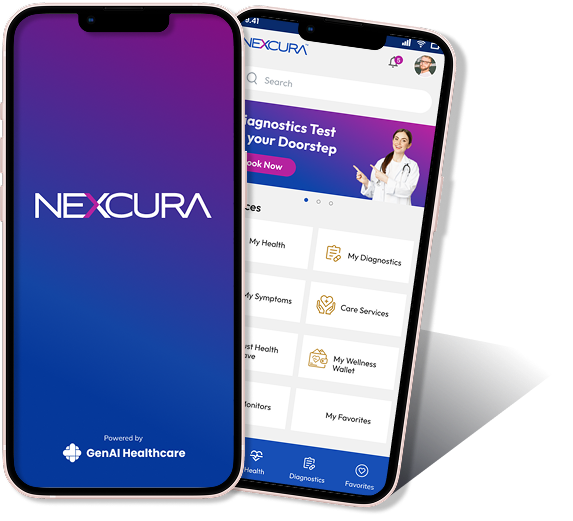 NEXCURA
Powered by
GenAI Healthcare
9:41
NEXCURA™
5
Search
iagnostics Test
your Doorstep
ook Now
ces
My Health
My Diagnostics
My Symptoms
Care Services
ust Health
ave
My Wellness
Wallet
Monitors
My Favorites
Health
Diagnostics
Favorites